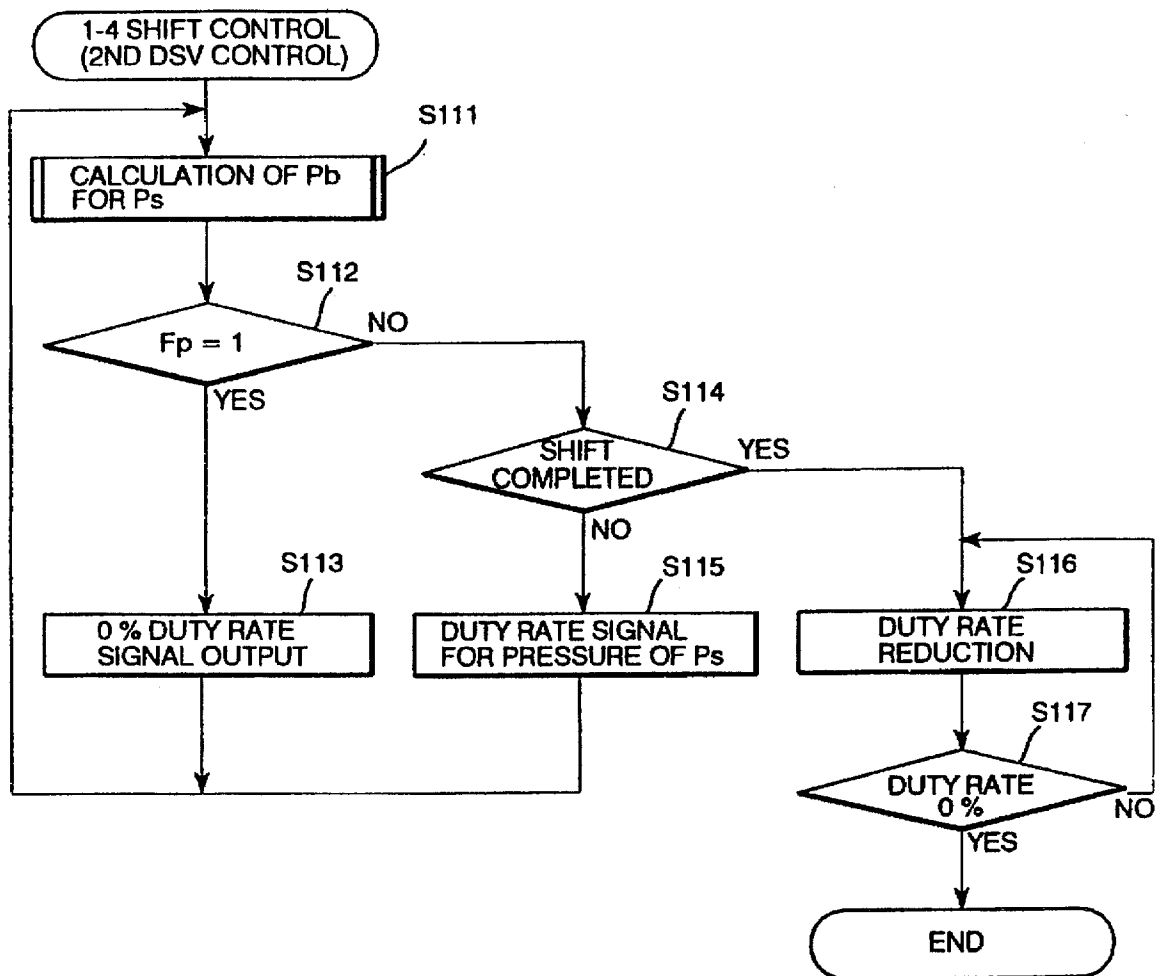 1-4 SHIFT CONTROL
(2ND DSV CONTROL)
S111
CALCULATION OF Pb
FOR Ps
S112
Fp = 1
NO
YES
S114
SHIFT
COMPLETED
YES
NO
S113
0 % DUTY RATE
SIGNAL OUTPUT
S115
DUTY RATE SIGNAL
FOR PRESSURE OF Ps
S116
DUTY RATE
REDUCTION
S117
DUTY RATE
0 %
NO
YES
END